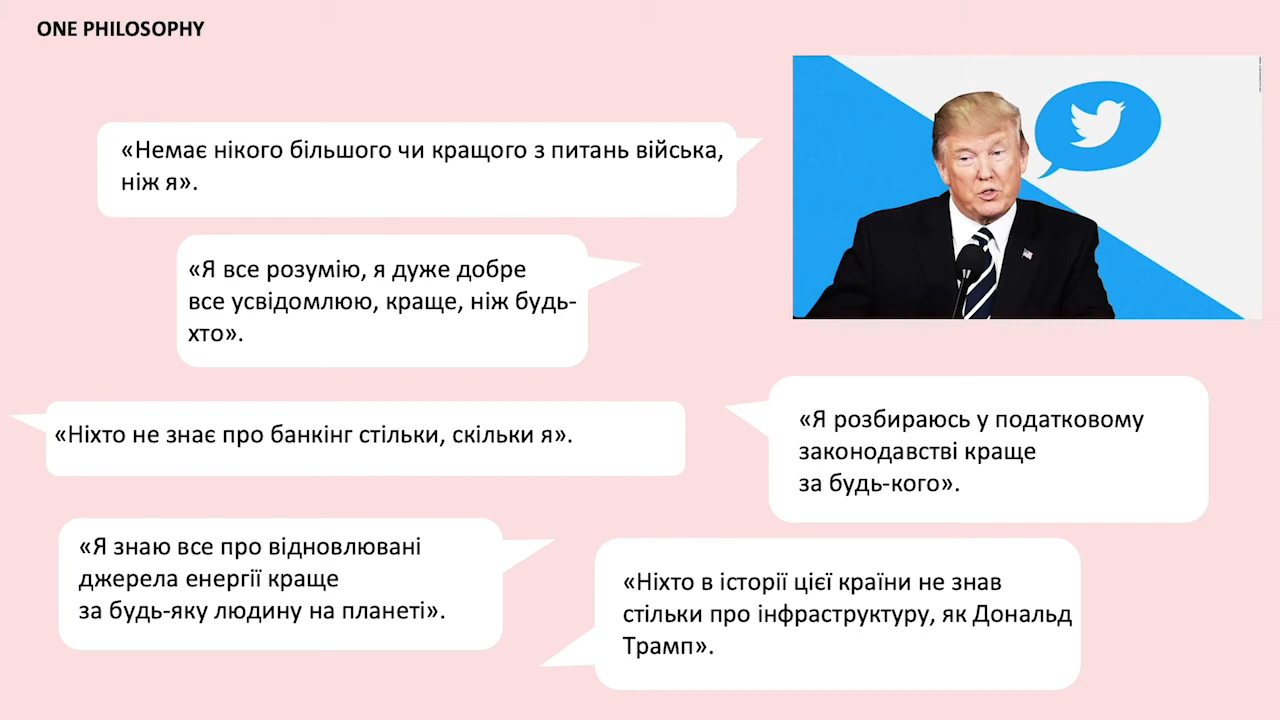 ONE PHILOSOPHY
«Немає нікого більшого чи кращого з питань війська,
ніж я».
«Я все розумію, я дуже добре
все усвідомлюю, краще, ніж будь-
хто».
«Ніхто не знає про банкінг стільки, скільки я».
«Я розбираюсь у податковому
законодавстві краще
за будь-кого».
«Я знаю все про відновлювані
джерела енергії краще
за будь-яку людину на планеті».
«Ніхто в історії цієї країни не знав
стільки про інфраструктуру, як Дональд
Трамп».